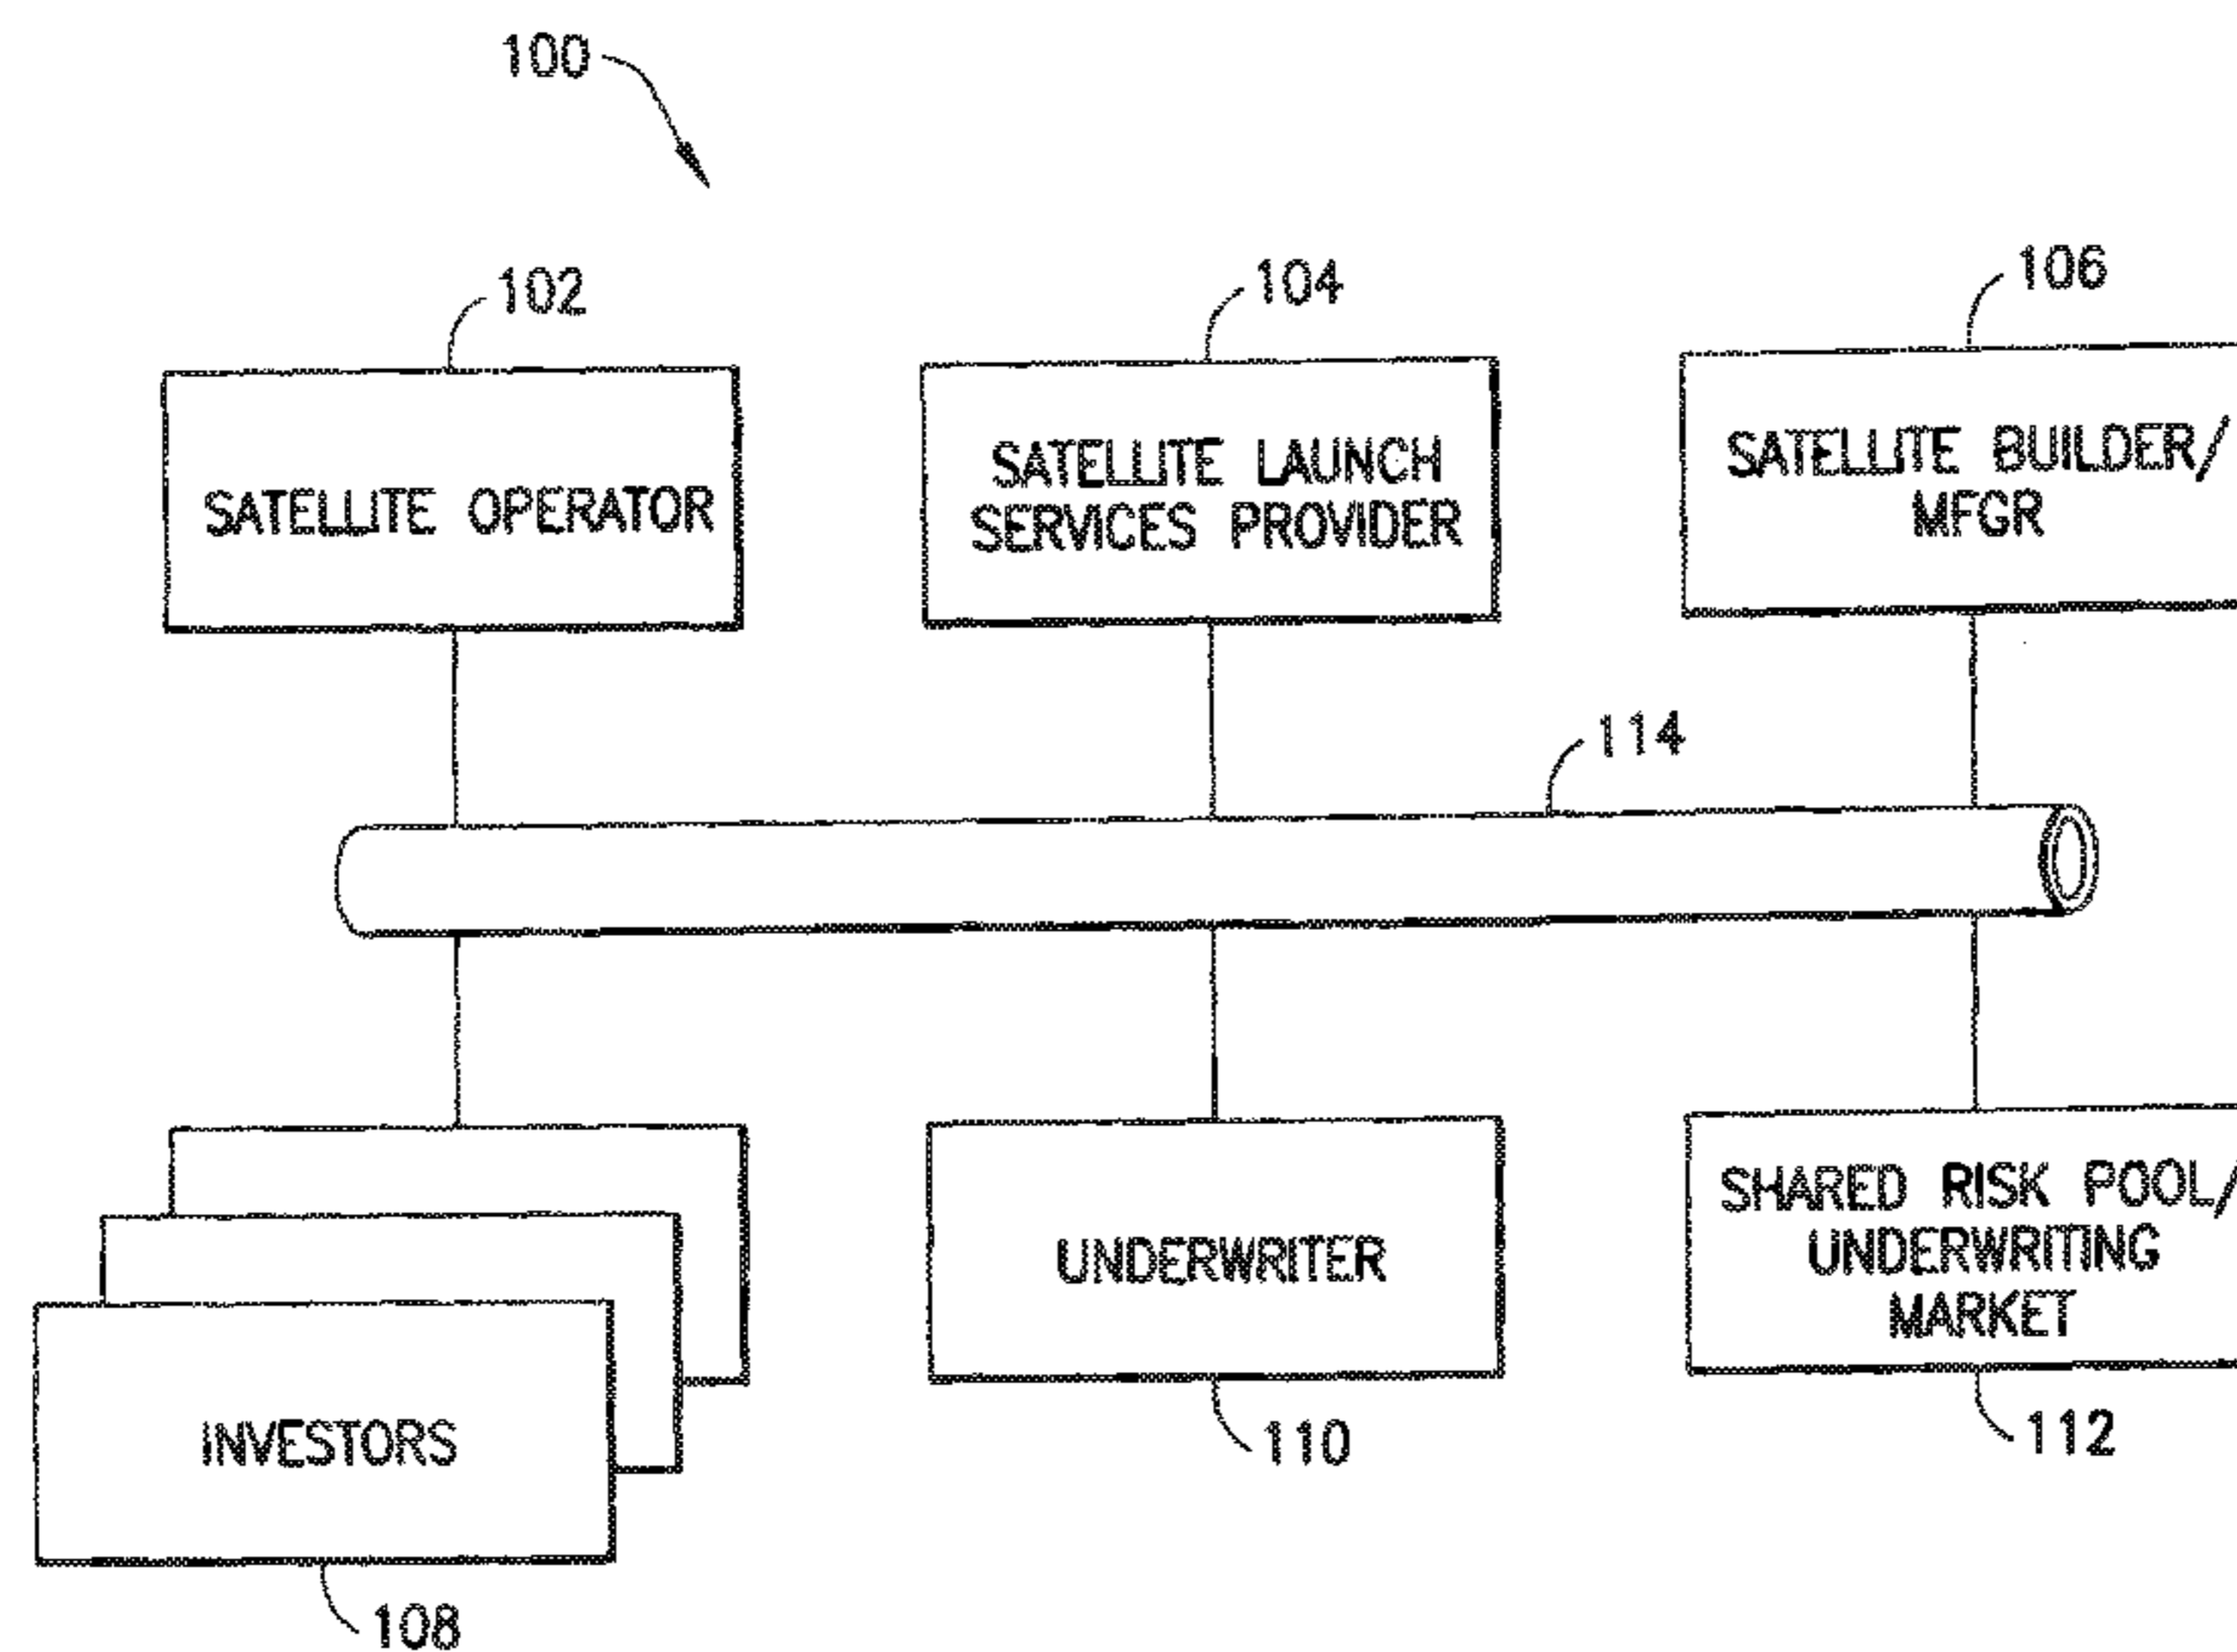 100
102
104
106
SATELLITE OPERATOR
SATELLITE LAUNCH
SERVICES PROVIDER
SATELLITE BUILDER/
MFGR
114
INVESTORS
UNDERWRITER
SHARED RISK POOL/
UNDERWRITING
MARKET
108
110
112